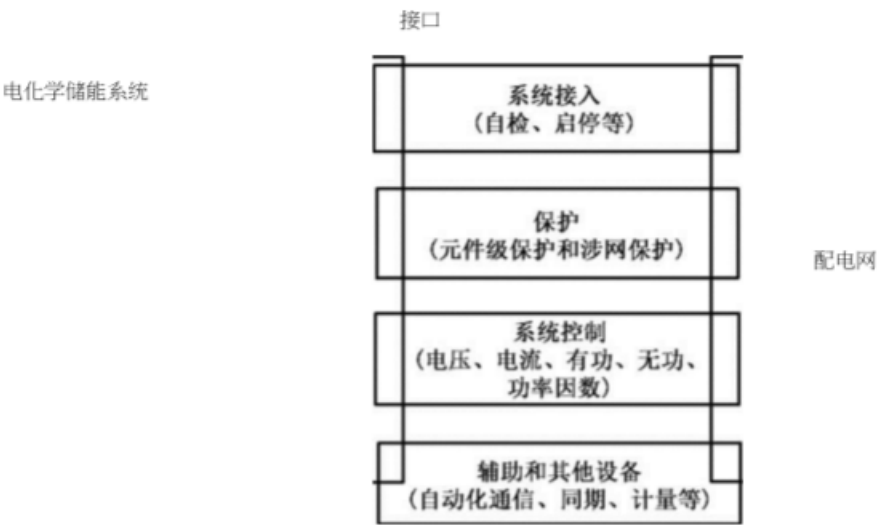 接口
电化学储能系统
系统接入
（自检、启停等）
保护
（元件级保护和涉网保护）
配电网
系统控制
（电压、电流、有功、无功、
功率因数）
辅助和其他设备
（自动化通信、同期、计量等）